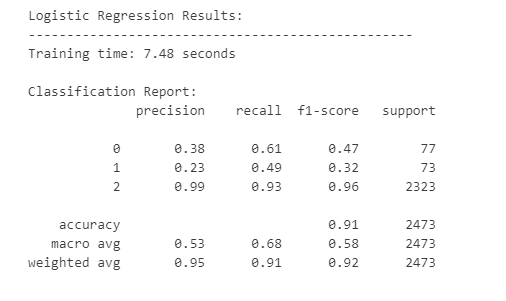 Logistic Regression Results:
--------------------------------------------------
Training time: 7.48 seconds
Classification Report:
precision recall f1-score support
0 0.38 0.61 0.47 77
1 0.23 0.49 0.32 73
2 0.99 0.93 0.96 2323
accuracy 0.91 2473
macro avg 0.53 0.68 0.58 2473
weighted avg 0.95 0.91 0.92 2473